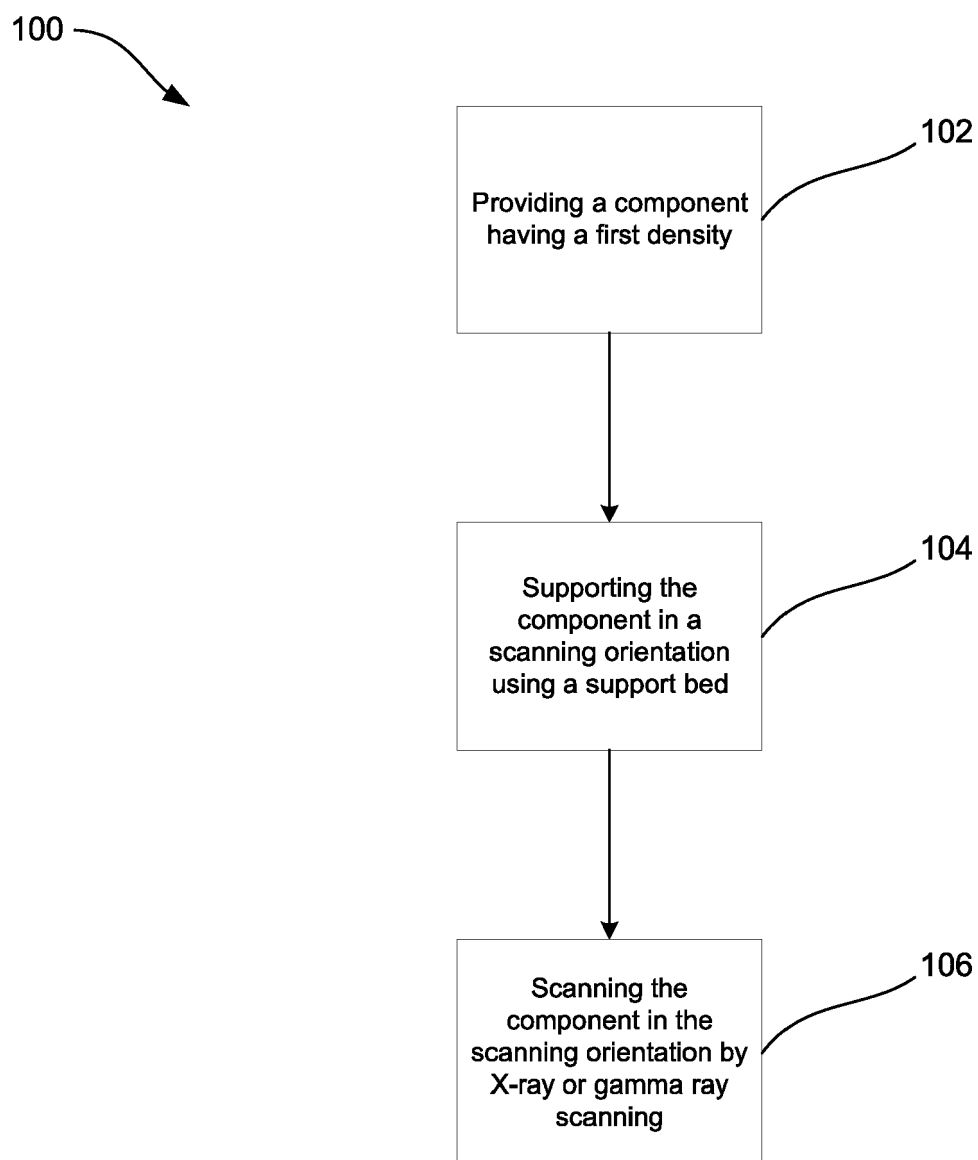 100
102
Providing a component
having a first density
104
Supporting the
component in a
scanning orientation
using a support bed
106
Scanning the
component in the
scanning orientation by
X-ray or gamma ray
scanning